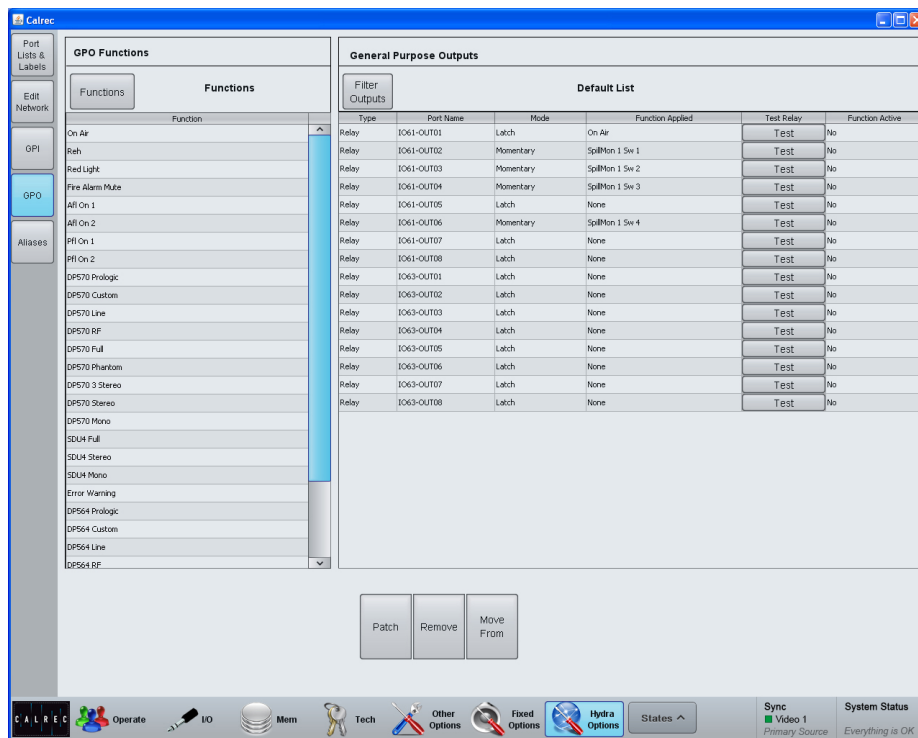 Calrec
Port Lists & Labels
Edit Network
GPI
GPO
Aliases
GPO Functions
Functions
Functions
Function
On Air
Reh
Red Light
Fire Alarm Mute
Afl On 1
Afl On 2
Pfl On 1
Pfl On 2
DP570 Prologic
DP570 Custom
DP570 Line
DP570 RF
DP570 Full
DP570 Phantom
DP570 3 Stereo
DP570 Stereo
DP570 Mono
SDU4 Full
SDU4 Stereo
SDU4 Mono
Error Warning
DP564 Prologic
DP564 Custom
DP564 Line
DP564 RF
General Purpose Outputs
Filter Outputs
Default List
Type Port Name Mode Function Applied Test Relay Function Active
Relay IO61-OUT01 Latch On Air Test No
Relay IO61-OUT02 Momentary SpillMon 1 Sw 1 Test No
Relay IO61-OUT03 Momentary SpillMon 1 Sw 2 Test No
Relay IO61-OUT04 Momentary SpillMon 1 Sw 3 Test No
Relay IO61-OUT05 Latch None Test No
Relay IO61-OUT06 Momentary SpillMon 1 Sw 4 Test No
Relay IO61-OUT07 Latch None Test No
Relay IO61-OUT08 Latch None Test No
Relay IO63-OUT01 Latch None Test No
Relay IO63-OUT02 Latch None Test No
Relay IO63-OUT03 Latch None Test No
Relay IO63-OUT04 Latch None Test No
Relay IO63-OUT05 Latch None Test No
Relay IO63-OUT06 Latch None Test No
Relay IO63-OUT07 Latch None Test No
Relay IO63-OUT08 Latch None Test No
Patch
Remove
Move From
CALREC
Operate
I/O
Mem
Tech
Other Options
Fixed Options
Hydra Options
States
Sync
Video 1
Primary Source
System Status
Everything is OK